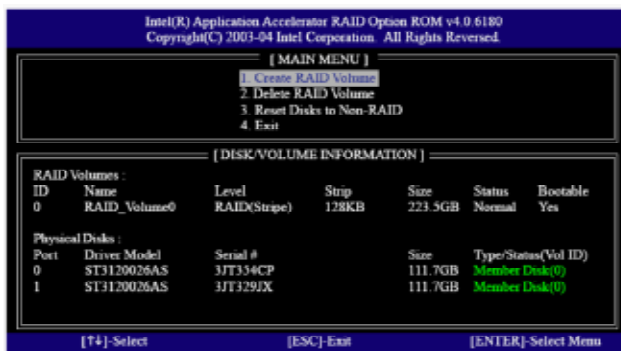 Intel(R) Application Accelerator RAID Option ROM v4.0.6180
Copyright(C) 2003-04 Intel Corporation. All Rights Reversed.
[ MAIN MENU ]
1. Create RAID Volume
2. Delete RAID Volume
3. Reset Disks to Non-RAID
4. Exit
[ DISK/VOLUME INFORMATION ]
RAID Volumes :
ID Name Level Strip Size Status Bootable
0 RAID_Volume0 RAID(Stripe) 128KB 223.5GB Normal Yes
Physical Disks :
Port Driver Model Serial # Size Type/Status(Vol ID)
0 ST3120026AS 3JT354CP 111.7GB Member Disk(0)
1 ST3120026AS 3JT329JX 111.7GB Member Disk(0)
[↑↓]-Select [ESC]-Exit [ENTER]-Select Menu